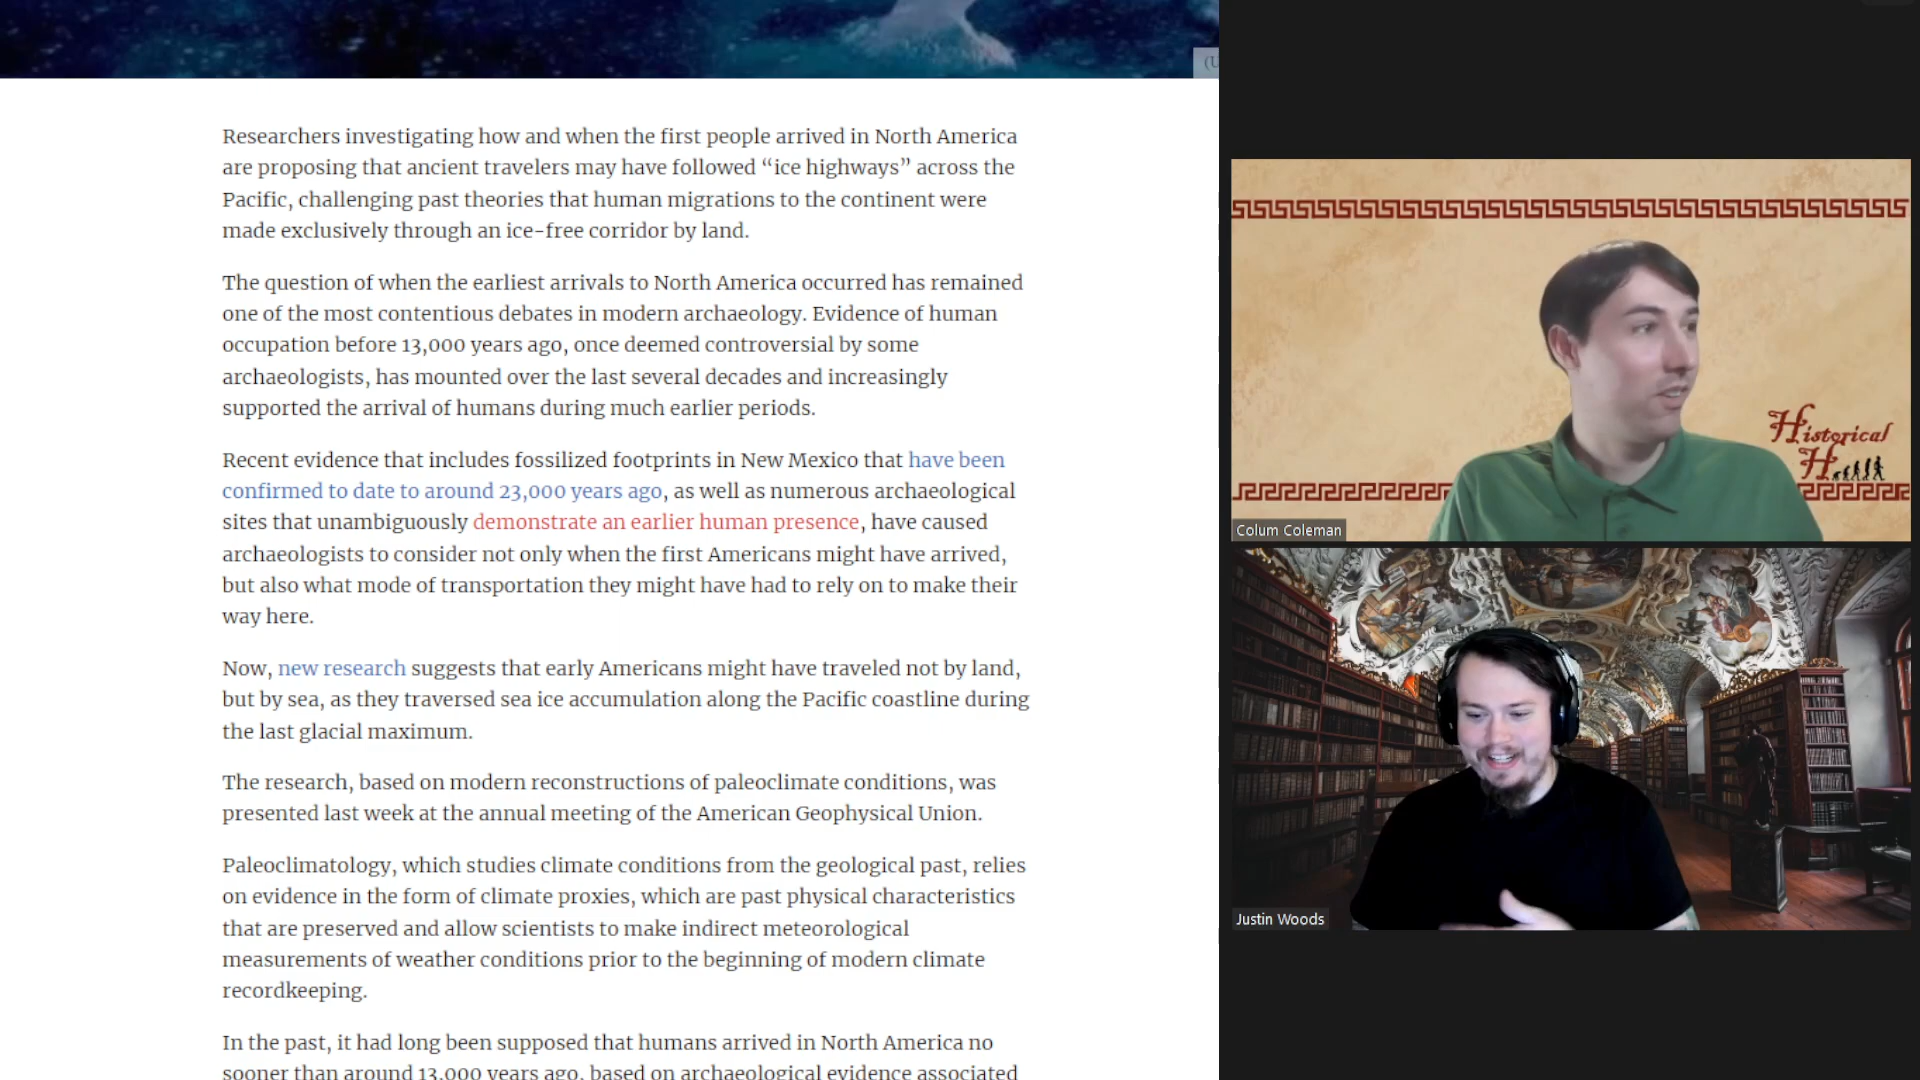 (U
Researchers investigating how and when the first people arrived in North America
are proposing that ancient travelers may have followed “ice highways” across the
Pacific, challenging past theories that human migrations to the continent were
made exclusively through an ice-free corridor by land.
The question of when the earliest arrivals to North America occurred has remained
one of the most contentious debates in modern archaeology. Evidence of human
occupation before 13,000 years ago, once deemed controversial by some
archaeologists, has mounted over the last several decades and increasingly
supported the arrival of humans during much earlier periods.
Recent evidence that includes fossilized footprints in New Mexico that have been
confirmed to date to around 23,000 years ago, as well as numerous archaeological
sites that unambiguously demonstrate an earlier human presence, have caused
archaeologists to consider not only when the first Americans might have arrived,
but also what mode of transportation they might have had to rely on to make their
way here.
Now, new research suggests that early Americans might have traveled not by land,
but by sea, as they traversed sea ice accumulation along the Pacific coastline during
the last glacial maximum.
The research, based on modern reconstructions of paleoclimate conditions, was
presented last week at the annual meeting of the American Geophysical Union.
Paleoclimatology, which studies climate conditions from the geological past, relies
on evidence in the form of climate proxies, which are past physical characteristics
that are preserved and allow scientists to make indirect meteorological
measurements of weather conditions prior to the beginning of modern climate
recordkeeping.
In the past, it had long been supposed that humans arrived in North America no
sooner than around 13,000 years ago, based on archaeological evidence associated
Historical
H
Colum Coleman
Justin Woods